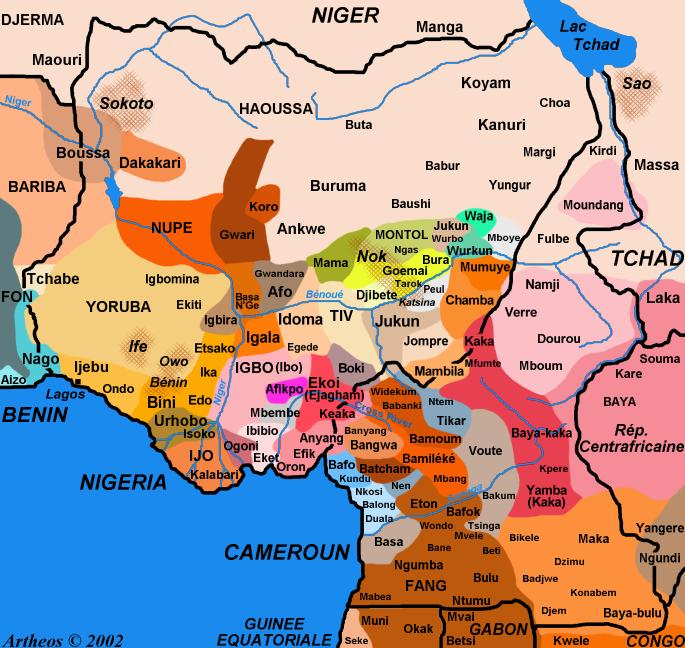 DJERMA
NIGER
Manga
Lac
Tchad
Maouri
Koyam
Sao
Niger
Sokoto
HAOUSSA
Choa
Buta
Kanuri
Boussa
Dakakari
Margi
Kirdi
Massa
Babur
BARIBA
Buruma
Yungur
Koro
Baushi
Moundang
Waja
NUPE
Gwari
Ankwe
MONTOL
Jukun
Wurbo
Mboye
Fulbe
Ngas
Wurkun
Nok
Mama
Goemai
Bura
Mumuye
TCHAD
Tchabe
Igbomina
Gwandara
Tarok
Peul
Namji
FON
Afo
Bénoué
Djibete
Katsina
Chamba
Laka
YORUBA
Ekiti
Basa
N'Ge
Verre
Igbira
Idoma
TIV
Jukun
Igala
Dourou
Ife
Etsako
Egede
Jompre
Kaka
Nago
Owo
Souma
Ijebu
Ika
IGBO (Ibo)
Boki
Mfumte
Mboum
Kare
Aizo
Bénin
Mambila
Lagos
Ondo
Edo
Niger
Afikpo
Ekoi
(Ejagham)
Widekum
Bini
Babanki
Ntem
BAYA
BENIN
Mbembe
Keaka
Cross River
Tikar
Urhobo
Isoko
Ibibio
Banyang
Bamoum
Baya-kaka
Rép.
Centrafricaine
Ogoni
Anyang
Bangwa
Voute
IJO
Efik
Eket
Oron
Bafo
Batcham
Bamiléké
Kpere
Kalabari
Kundu
Nen
Mbang
NIGERIA
Nkosi
Sanaga
Bakum
Yamba
(Kaka)
Balong
Eton
Bafok
Duala
Wondo
Tsinga
Yangere
Mvele
Basa
Bane
Beti
Bikele
Maka
CAMEROUN
Ngumba
Dzimu
Ngundi
FANG
Bulu
Badjwe
Konabem
Mabea
Ntumu
Djem
Baya-bulu
GUINEE
EQUATORIALE
Muni
Mvai
Okak
GABON
Artheos © 2002
Seke
Betsi
Kwele
CONGO